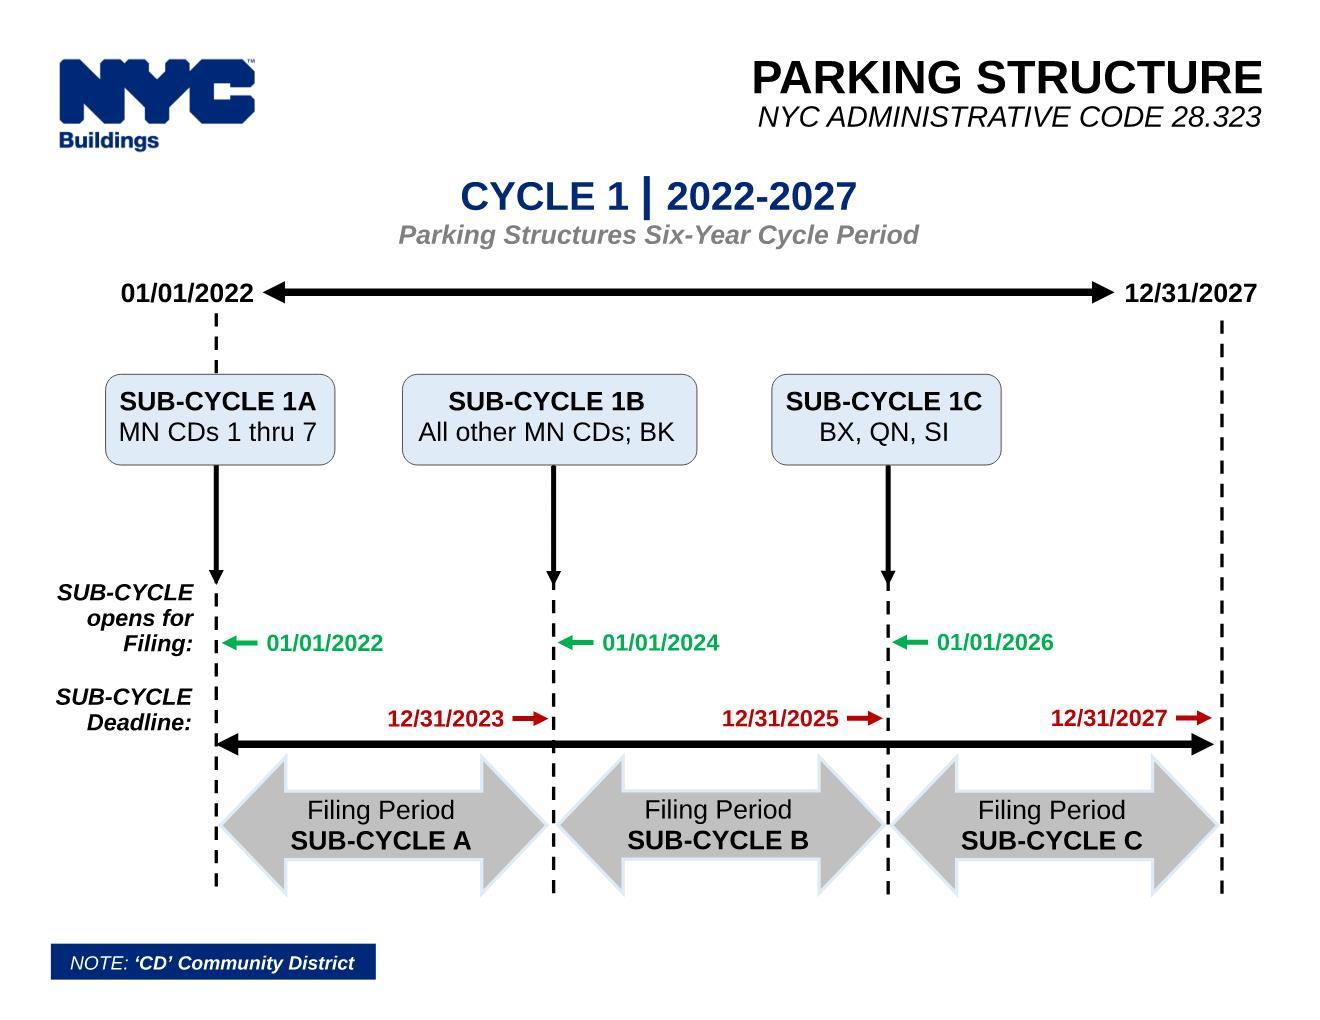 NYC™
Buildings
PARKING STRUCTURE
NYC ADMINISTRATIVE CODE 28.323
CYCLE 1 | 2022-2027
Parking Structures Six-Year Cycle Period
01/01/2022
12/31/2027
SUB-CYCLE 1A
MN CDs 1 thru 7
SUB-CYCLE 1B
All other MN CDs; BK
SUB-CYCLE 1C
BX, QN, SI
SUB-CYCLE
opens for
Filing:
01/01/2022
01/01/2024
01/01/2026
SUB-CYCLE
Deadline:
12/31/2023
12/31/2025
12/31/2027
Filing Period
SUB-CYCLE A
Filing Period
SUB-CYCLE B
Filing Period
SUB-CYCLE C
NOTE: ‘CD’ Community District